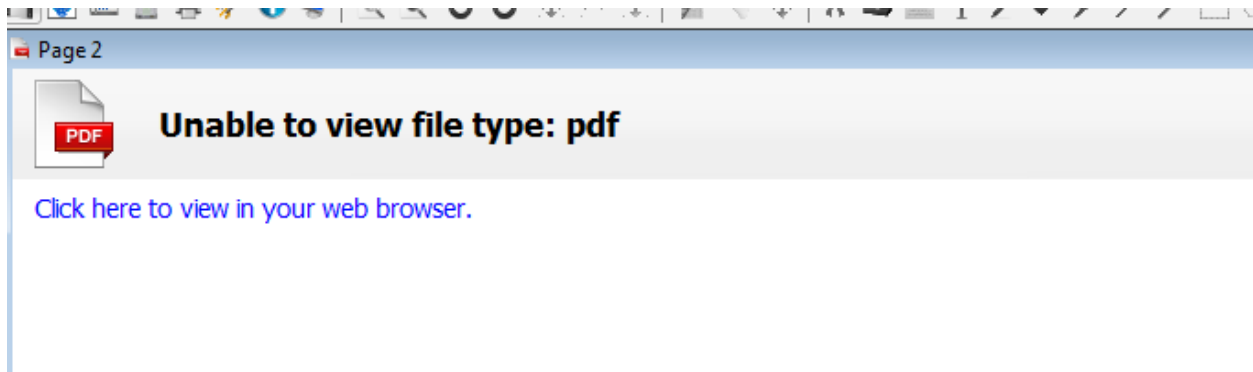 Page 2
PDF
Unable to view file type: pdf
Click here to view in your web browser.